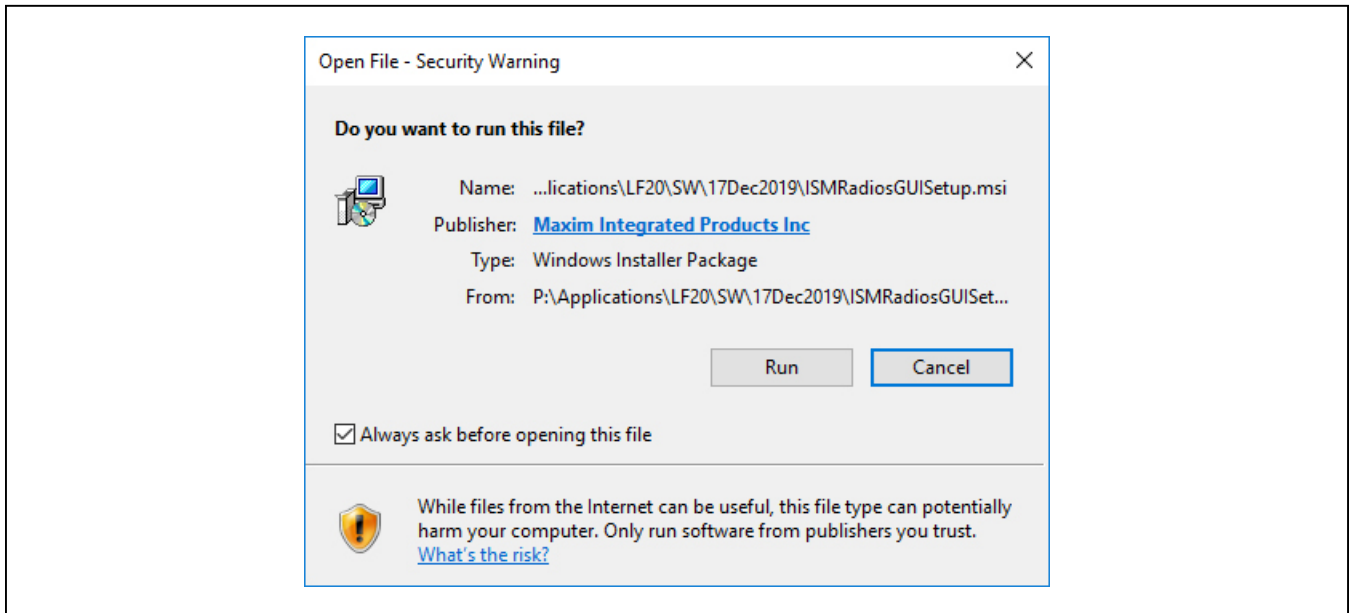 Open File - Security Warning
Do you want to run this file?
Name: ...lications\LF20\SW\17Dec2019\ISMRadiosGUISetup.msi
Publisher: Maxim Integrated Products Inc
Type: Windows Installer Package
From: P:\Applications\LF20\SW\17Dec2019\ISMRadiosGUISet...
Run Cancel
Always ask before opening this file
While files from the Internet can be useful, this file type can potentially
harm your computer. Only run software from publishers you trust.
What's the risk?